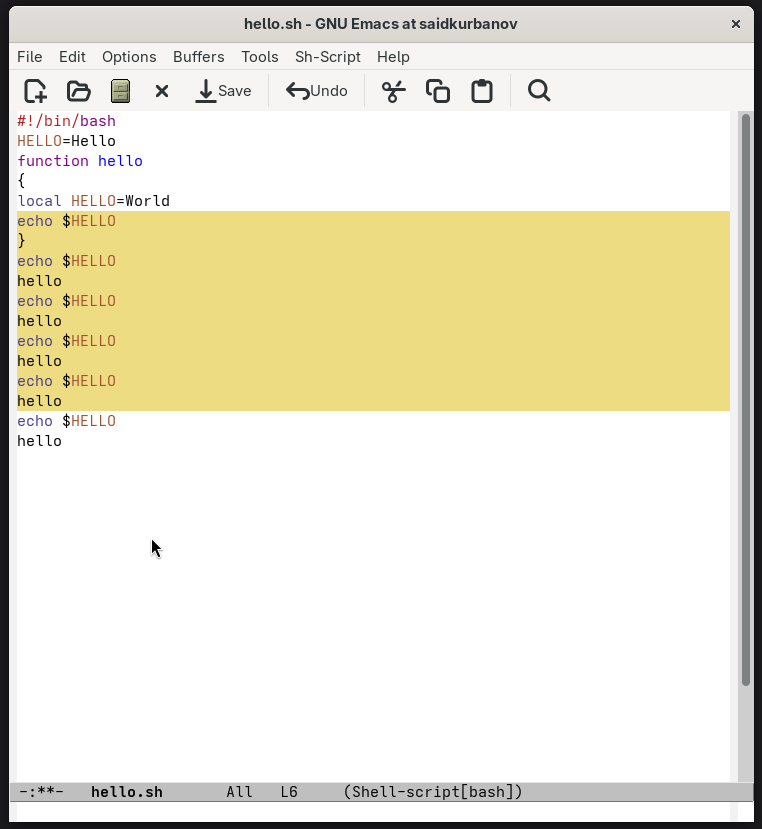 hello.sh - GNU Emacs at saidkurbanov
File Edit Options Buffers Tools Sh-Script Help
Save Undo
#!/bin/bash
HELLO=Hello
function hello
{
local HELLO=World
echo $HELLO
}
echo $HELLO
hello
echo $HELLO
hello
echo $HELLO
hello
echo $HELLO
hello
echo $HELLO
hello
-:**- hello.sh All L6 (Shell-script[bash])